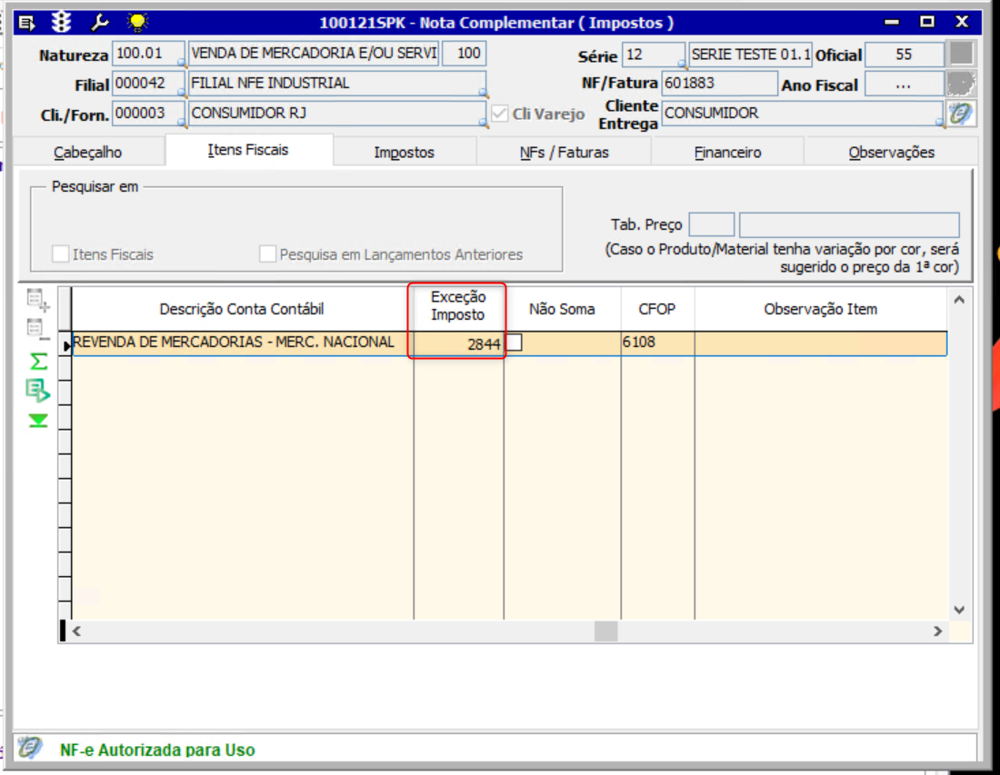 100121SPK - Nota Complementar ( Impostos )
Natureza 100.01 VENDA DE MERCADORIA E/OU SERVI 100 Série 12 SERIE TESTE 01.1 Oficial 55
Filial 000042 FILIAL NFE INDUSTRIAL NF/Fatura 601883 Ano Fiscal ...
Cli./Forn. 000003 CONSUMIDOR RJ Cli Varejo Cliente Entrega CONSUMIDOR
Cabeçalho Itens Fiscais Impostos NFs / Faturas Financeiro Observações
Pesquisar em
Tab. Preço
Itens Fiscais Pesquisa em Lançamentos Anteriores
(Caso o Produto/Material tenha variação por cor, será
sugerido o preço da 1ª cor)
Descrição Conta Contábil Exceção Imposto Não Soma CFOP Observação Item
REVENDA DE MERCADORIAS - MERC. NACIONAL 2844 6108
NF-e Autorizada para Uso